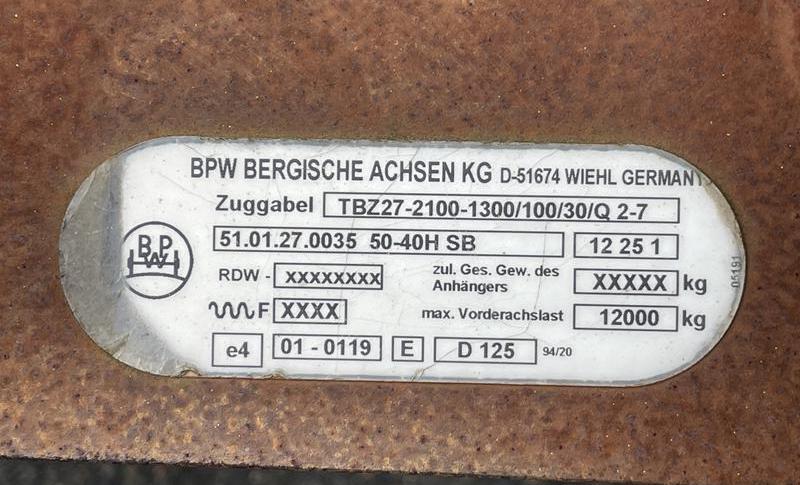 BPW BERGISCHE ACHSEN KG D-51674 WIEHL GERMANY
Zuggabel TBZ27-2100-1300/100/30/Q 2-7
51.01.27.0035 50-40H SB 12 25 1
BPW
RDW - XXXXXXXX zul. Ges. Gew. des Anhängers XXXXX kg
F XXXX max. Vorderachslast 12000 kg
e4 01 - 0119 E D 125 94/20
05191